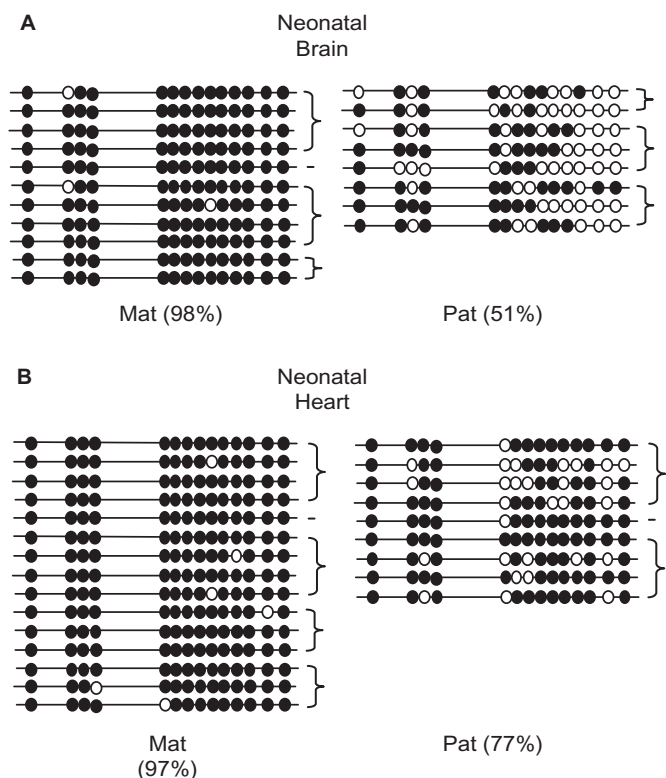 A
Neonatal
Brain
Mat (98%)
Pat (51%)
B
Neonatal
Heart
Mat
(97%)
Pat (77%)